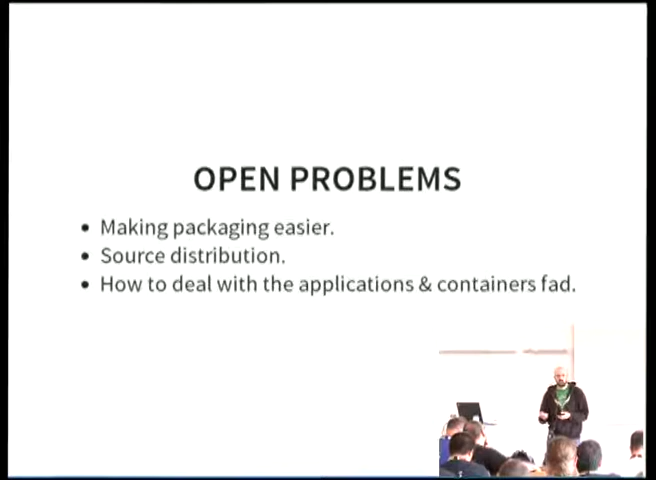 OPEN PROBLEMS
• Making packaging easier.
• Source distribution.
• How to deal with the applications & containers fad.